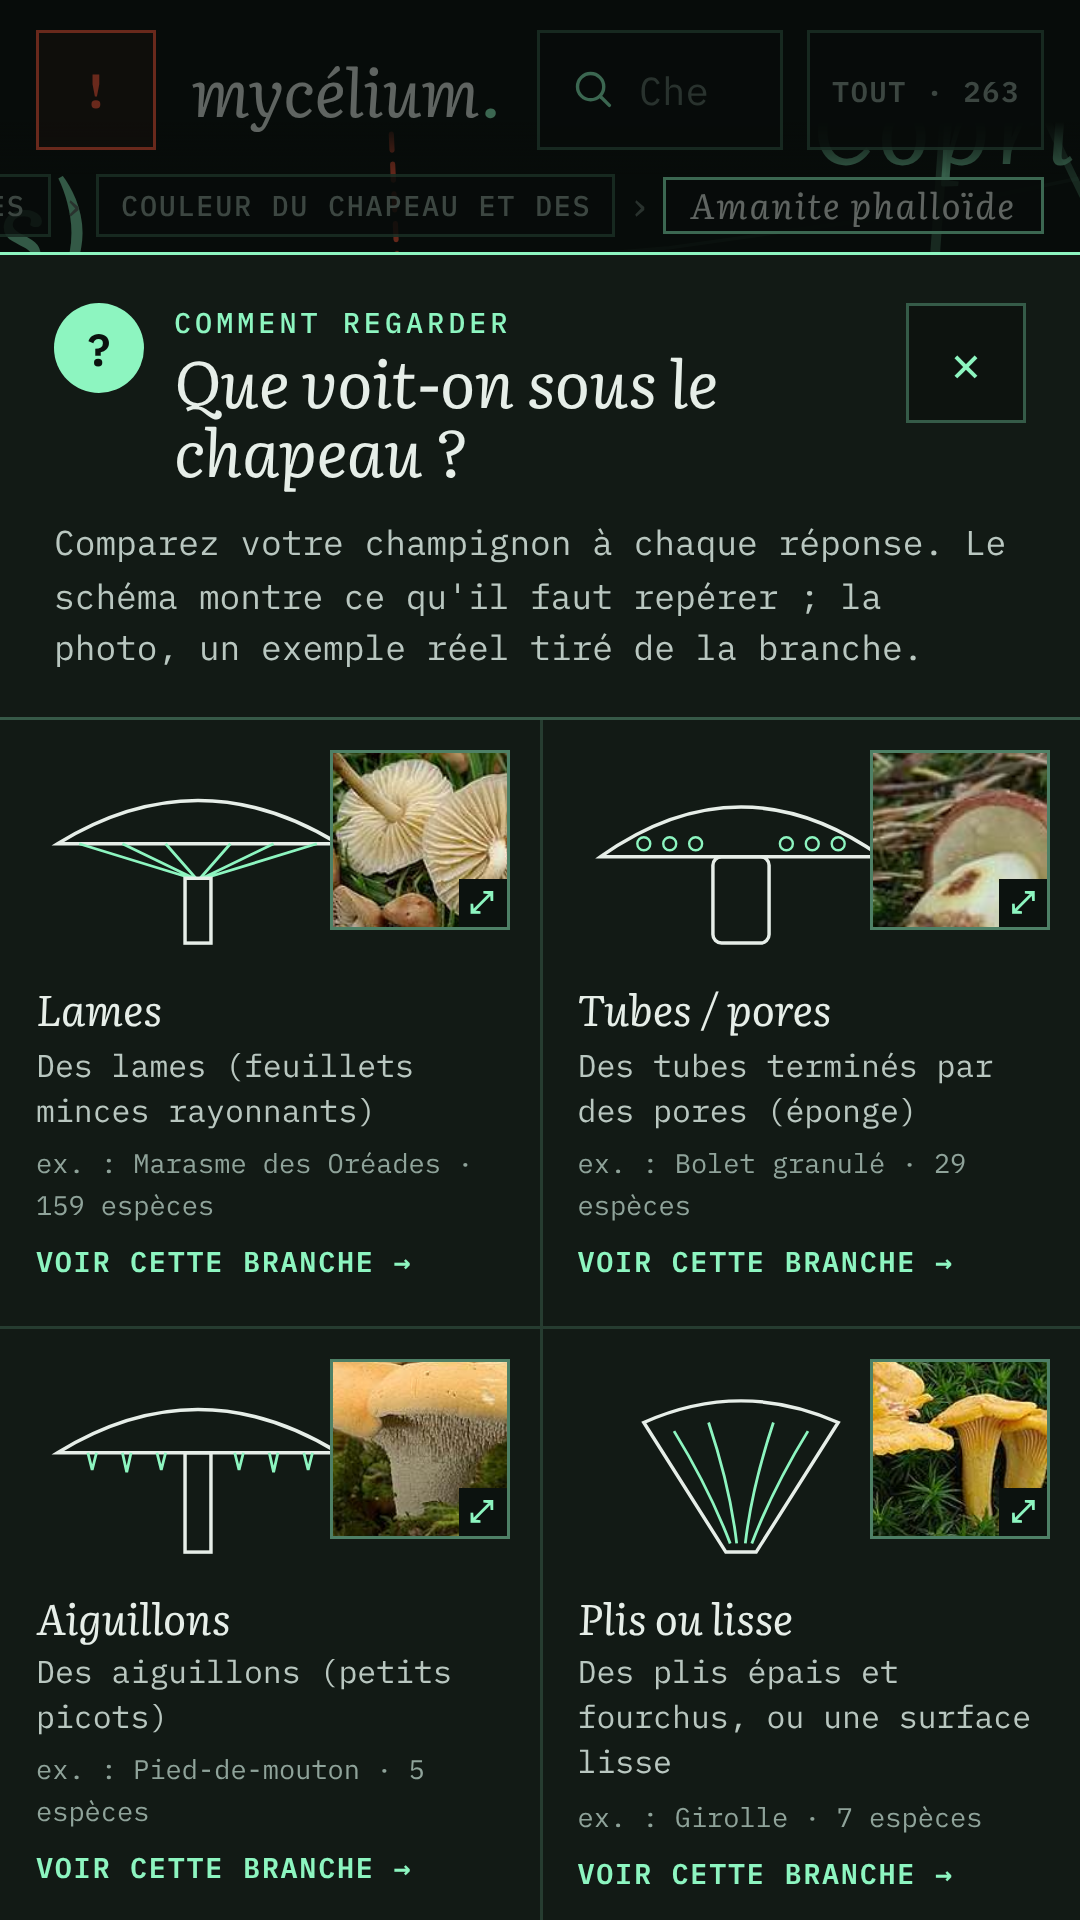 !
mycélium.
Che
TOUT · 263
ES
COULEUR DU CHAPEAU ET DES
›
Amanite phalloïde
?
COMMENT REGARDER
×
Que voit-on sous le
chapeau ?
Comparez votre champignon à chaque réponse. Le
schéma montre ce qu'il faut repérer ; la
photo, un exemple réel tiré de la branche.
Lames
Des lames (feuillets
minces rayonnants)
ex. : Marasme des Oréades ·
159 espèces
VOIR CETTE BRANCHE →
Tubes / pores
Des tubes terminés par
des pores (éponge)
ex. : Bolet granulé · 29
espèces
VOIR CETTE BRANCHE →
Aiguillons
Des aiguillons (petits
picots)
ex. : Pied-de-mouton · 5
espèces
VOIR CETTE BRANCHE →
Plis ou lisse
Des plis épais et
fourchus, ou une surface
lisse
ex. : Girolle · 7 espèces
VOIR CETTE BRANCHE →